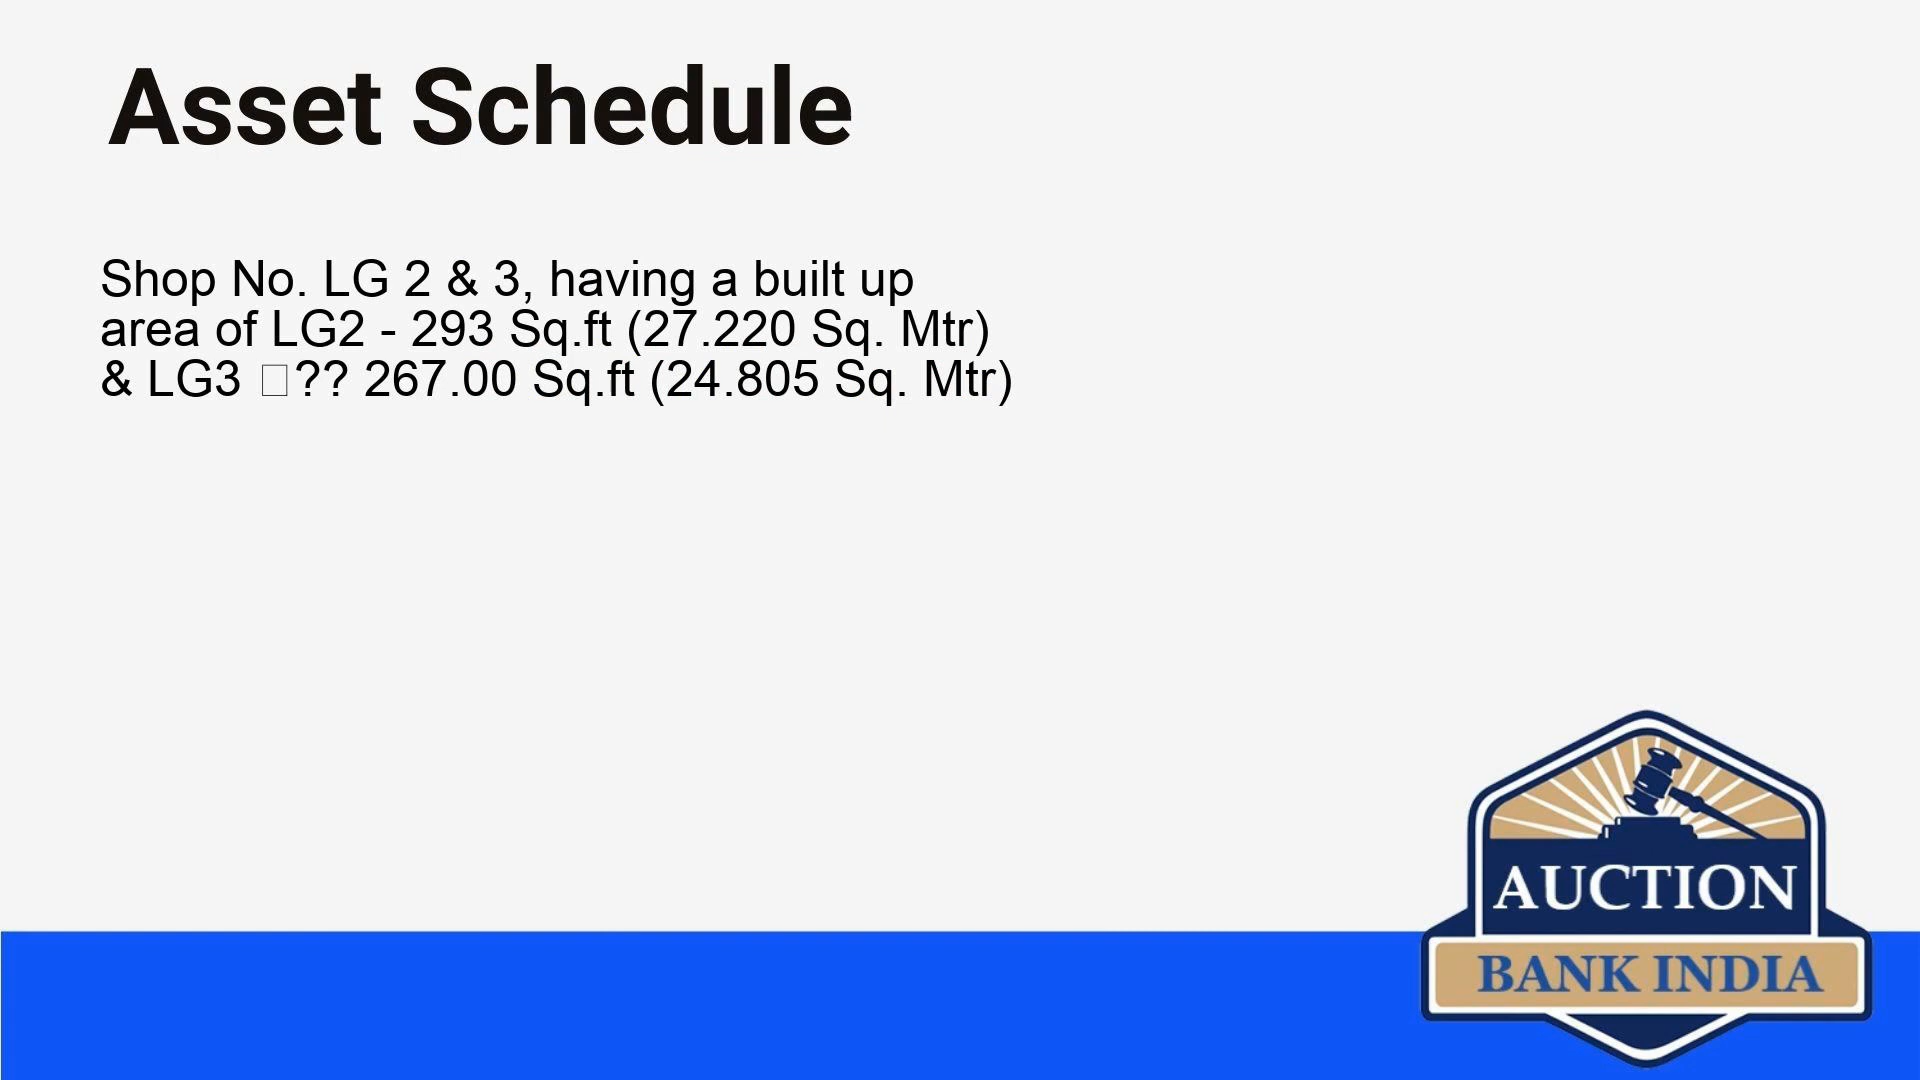 Asset Schedule
Shop No. LG 2 & 3, having a built up
area of LG2 - 293 Sq.ft (27.220 Sq. Mtr)
& LG3 □?? 267.00 Sq.ft (24.805 Sq. Mtr)
AUCTION
BANK INDIA